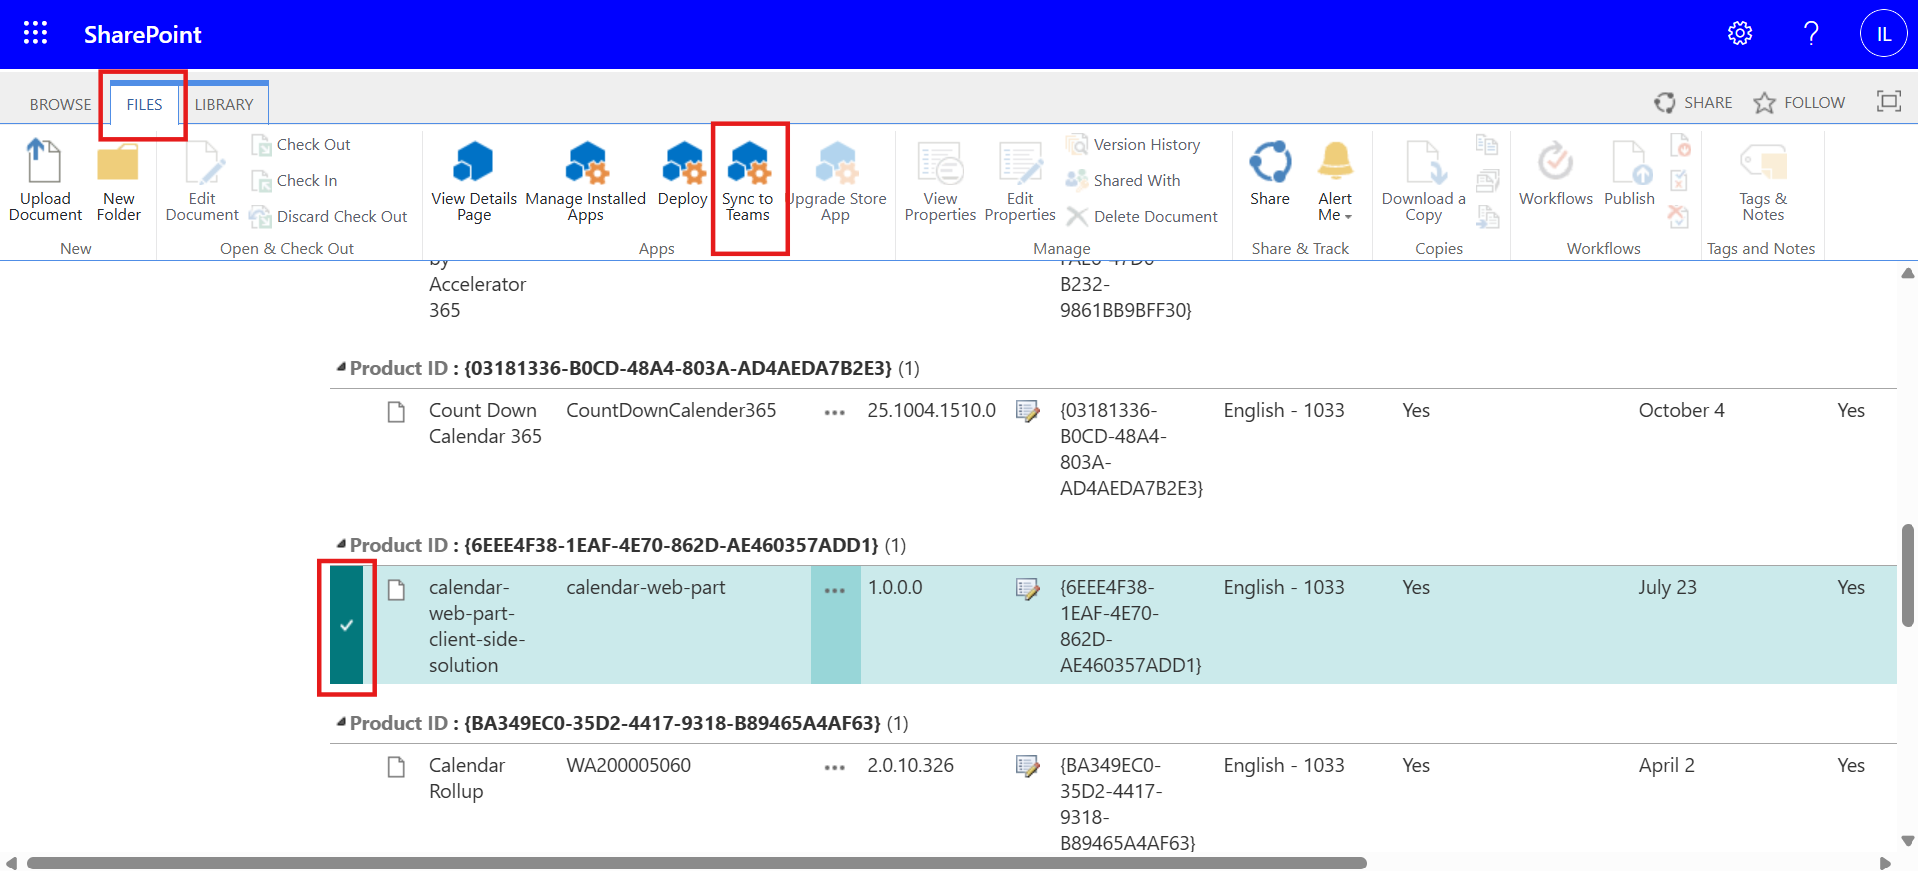 SharePoint
IL
BROWSE
FILES
LIBRARY
SHARE
FOLLOW
Upload Document
New Folder
New
Edit Document
Check Out
Check In
Discard Check Out
Open & Check Out
View Details Page
Manage Installed Apps
Deploy
Sync to Teams
Upgrade Store App
Apps
View Properties
Edit Properties
Version History
Shared With
Delete Document
Manage
Share
Alert Me
Share & Track
Download a Copy
Copies
Workflows
Publish
Workflows
Tags & Notes
Tags and Notes
by
Accelerator
365
B232-
9861BB9BFF30}
Product ID : {03181336-B0CD-48A4-803A-AD4AEDA7B2E3} (1)
Count Down Calendar 365
CountDownCalender365
...
25.1004.1510.0
{03181336-
B0CD-48A4-
803A-
AD4AEDA7B2E3}
English - 1033
Yes
October 4
Yes
Product ID : {6EEE4F38-1EAF-4E70-862D-AE460357ADD1} (1)
calendar-
web-part-
client-side-
solution
calendar-web-part
...
1.0.0.0
{6EEE4F38-
1EAF-4E70-
862D-
AE460357ADD1}
English - 1033
Yes
July 23
Yes
Product ID : {BA349EC0-35D2-4417-9318-B89465A4AF63} (1)
Calendar
Rollup
WA200005060
...
2.0.10.326
{BA349EC0-
35D2-4417-
9318-
B89465A4AF63}
English - 1033
Yes
April 2
Yes